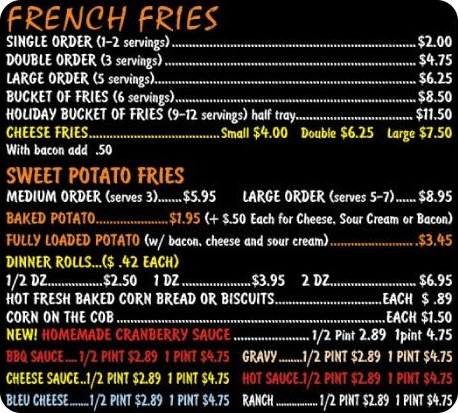 FRENCH FRIES
SINGLE ORDER (1-2 servings)...$2.00
DOUBLE ORDER (3 servings)...$4.75
LARGE ORDER (5 servings)...$6.25
BUCKET OF FRIES (6 servings)...$8.50
HOLIDAY BUCKET OF FRIES (9-12 servings) half tray...$11.50
CHEESE FRIES...Small $4.00 Double $6.25 Large $7.50
With bacon add .50
SWEET POTATO FRIES
MEDIUM ORDER (serves 3)...$5.95 LARGE ORDER (serves 5-7)...$8.95
BAKED POTATO...$1.95 (+ $.50 Each for Cheese, Sour Cream or Bacon)
FULLY LOADED POTATO (w/ bacon, cheese and sour cream)...$3.45
DINNER ROLLS...($ .42 EACH)
1/2 DZ...$2.50 1 DZ...$3.95 2 DZ...$6.95
HOT FRESH BAKED CORN BREAD OR BISCUITS...EACH $ .89
CORN ON THE COB...EACH $1.50
NEW! HOMEMADE CRANBERRY SAUCE...1/2 Pint 2.89 1pint 4.75
BBQ SAUCE...1/2 PINT $2.89 1 PINT $4.75 GRAVY...1/2 PINT $2.89 1 PINT $4.75
CHEESE SAUCE..1/2 PINT $2.89 1 PINT $4.75 HOT SAUCE.1/2 PINT $2.89 1 PINT $4.75
BLEU CHEESE...1/2 PINT $2.89 1 PINT $4.75 RANCH...1/2 PINT $2.89 1 PINT $4.75